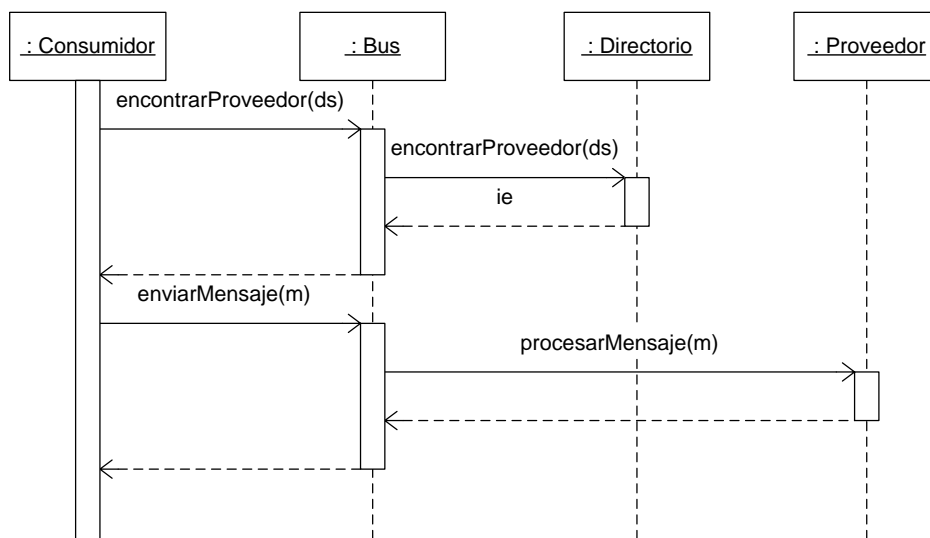 : Consumidor
: Bus
: Directorio
: Proveedor
encontrarProveedor(ds)
encontrarProveedor(ds)
ie
enviarMensaje(m)
procesarMensaje(m)